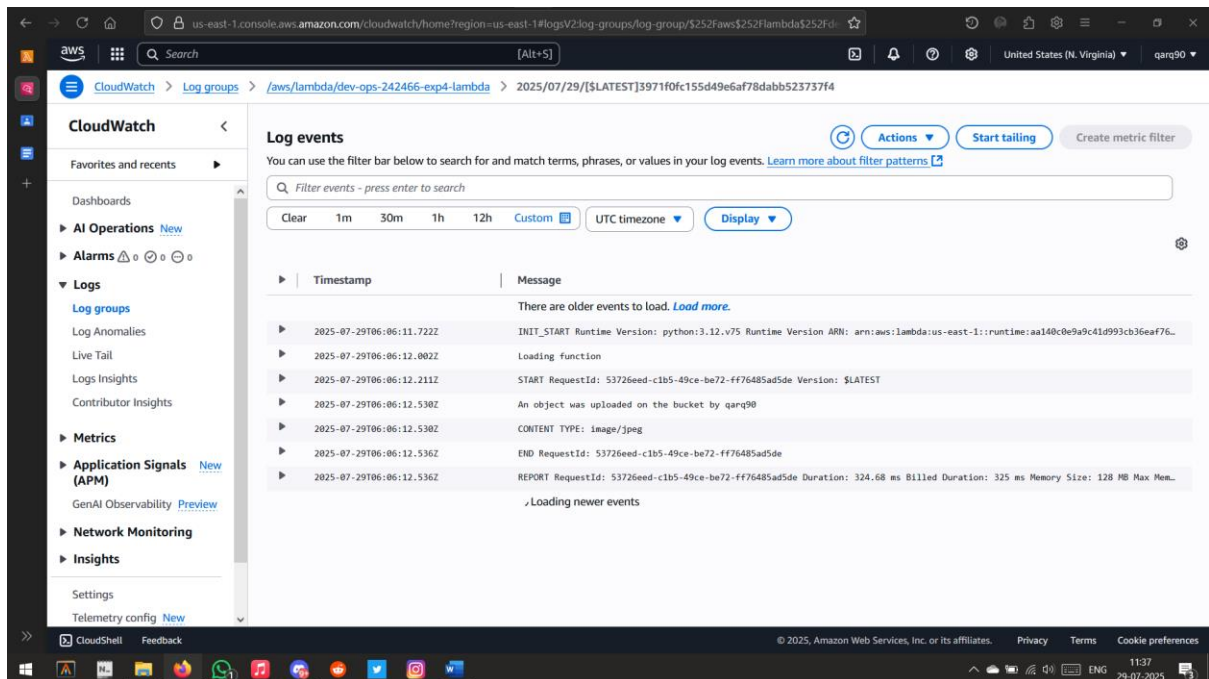 us-east-1.console.aws.amazon.com/cloudwatch/home?region=us-east-1#logsV2:log-groups/log-group/$252Faws$252Flambda$252Fde
aws
Search
[Alt+S]
United States (N. Virginia)
qarq90
CloudWatch > Log groups > /aws/lambda/dev-ops-242466-exp4-lambda > 2025/07/29/[$LATEST]3971f0fc155d49e6af78dabb523737f4
CloudWatch
Favorites and recents
Dashboards
AI Operations New
Alarms 0 0 0
Logs
Log groups
Log Anomalies
Live Tail
Logs Insights
Contributor Insights
Metrics
Application Signals New
(APM)
GenAI Observability Preview
Network Monitoring
Insights
Settings
Telemetry config New
Log events
Actions
Start tailing
Create metric filter
You can use the filter bar below to search for and match terms, phrases, or values in your log events. Learn more about filter patterns
Filter events - press enter to search
Clear 1m 30m 1h 12h Custom UTC timezone Display
Timestamp Message
There are older events to load. Load more.
2025-07-29T06:06:11.722Z INIT_START Runtime Version: python:3.12.v75 Runtime Version ARN: arn:aws:lambda:us-east-1::runtime:aa140c0e9a9c41d993cb36eaf76…
2025-07-29T06:06:12.002Z Loading function
2025-07-29T06:06:12.211Z START RequestId: 53726eed-c1b5-49ce-be72-ff76485ad5de Version: $LATEST
2025-07-29T06:06:12.530Z An object was uploaded on the bucket by qarq90
2025-07-29T06:06:12.530Z CONTENT TYPE: image/jpeg
2025-07-29T06:06:12.536Z END RequestId: 53726eed-c1b5-49ce-be72-ff76485ad5de
2025-07-29T06:06:12.536Z REPORT RequestId: 53726eed-c1b5-49ce-be72-ff76485ad5de Duration: 324.68 ms Billed Duration: 325 ms Memory Size: 128 MB Max Mem…
Loading newer events
CloudShell Feedback
© 2025, Amazon Web Services, Inc. or its affiliates. Privacy Terms Cookie preferences
ENG
11:37
29-07-2025